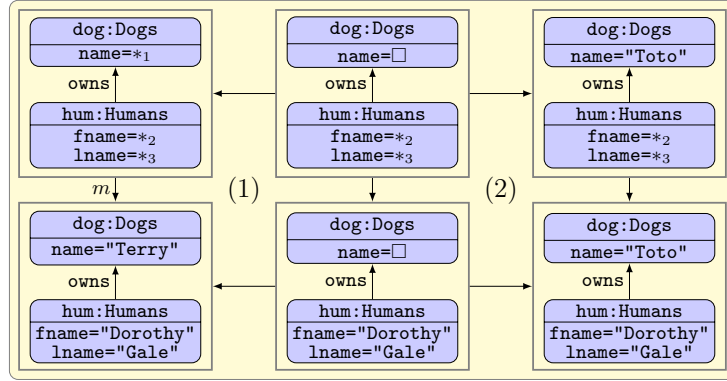 dog:Dogs
name=*₁
owns
hum:Humans
fname=*₂
lname=*₃
dog:Dogs
name=□
owns
hum:Humans
fname=*₂
lname=*₃
dog:Dogs
name="Toto"
owns
hum:Humans
fname=*₂
lname=*₃
m
(1)
(2)
dog:Dogs
name="Terry"
owns
hum:Humans
fname="Dorothy"
lname="Gale"
dog:Dogs
name=□
owns
hum:Humans
fname="Dorothy"
lname="Gale"
dog:Dogs
name="Toto"
owns
hum:Humans
fname="Dorothy"
lname="Gale"